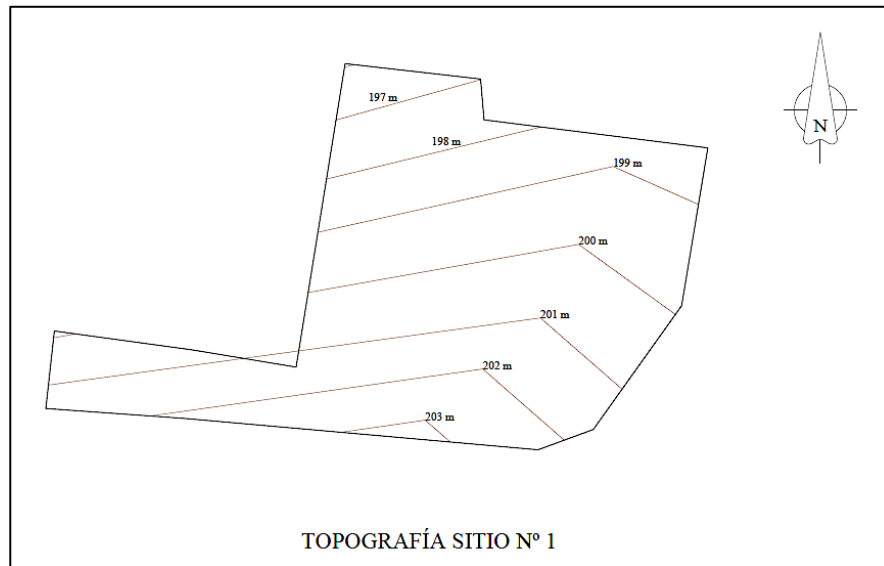 197 m
198 m
199 m
N
200 m
201 m
202 m
203 m
TOPOGRAFÍA SITIO Nº 1